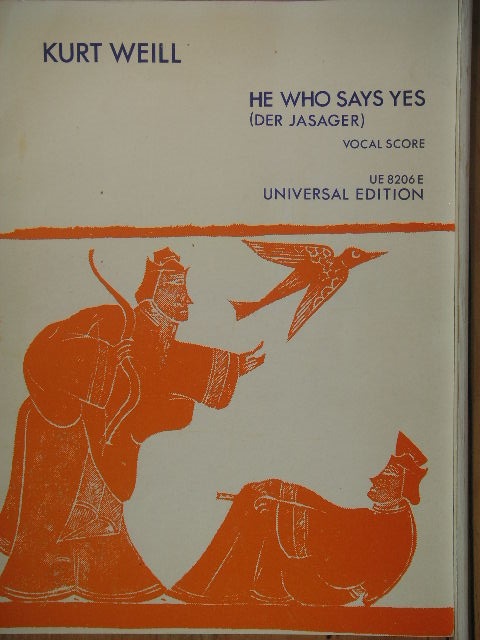 KURT WEILL
HE WHO SAYS YES
(DER JASAGER)
VOCAL SCORE
UE 8206 E
UNIVERSAL EDITION